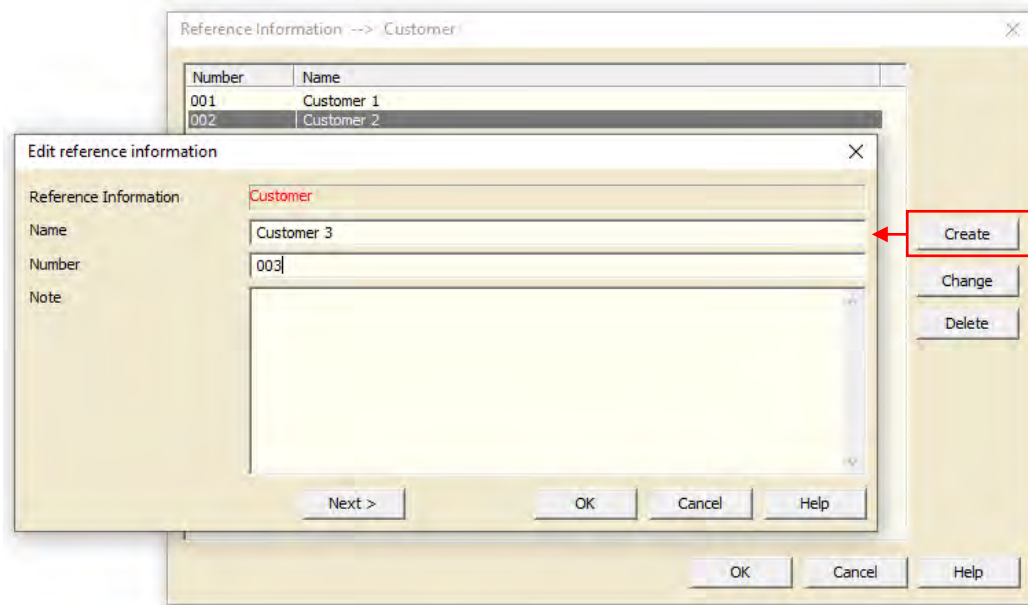 Reference Information --> Customer
Number Name
001 Customer 1
002 Customer 2
Edit reference information
Reference Information Customer
Name Customer 3
Create
Number 003
Change
Note
Delete
Next > OK Cancel Help
OK Cancel Help